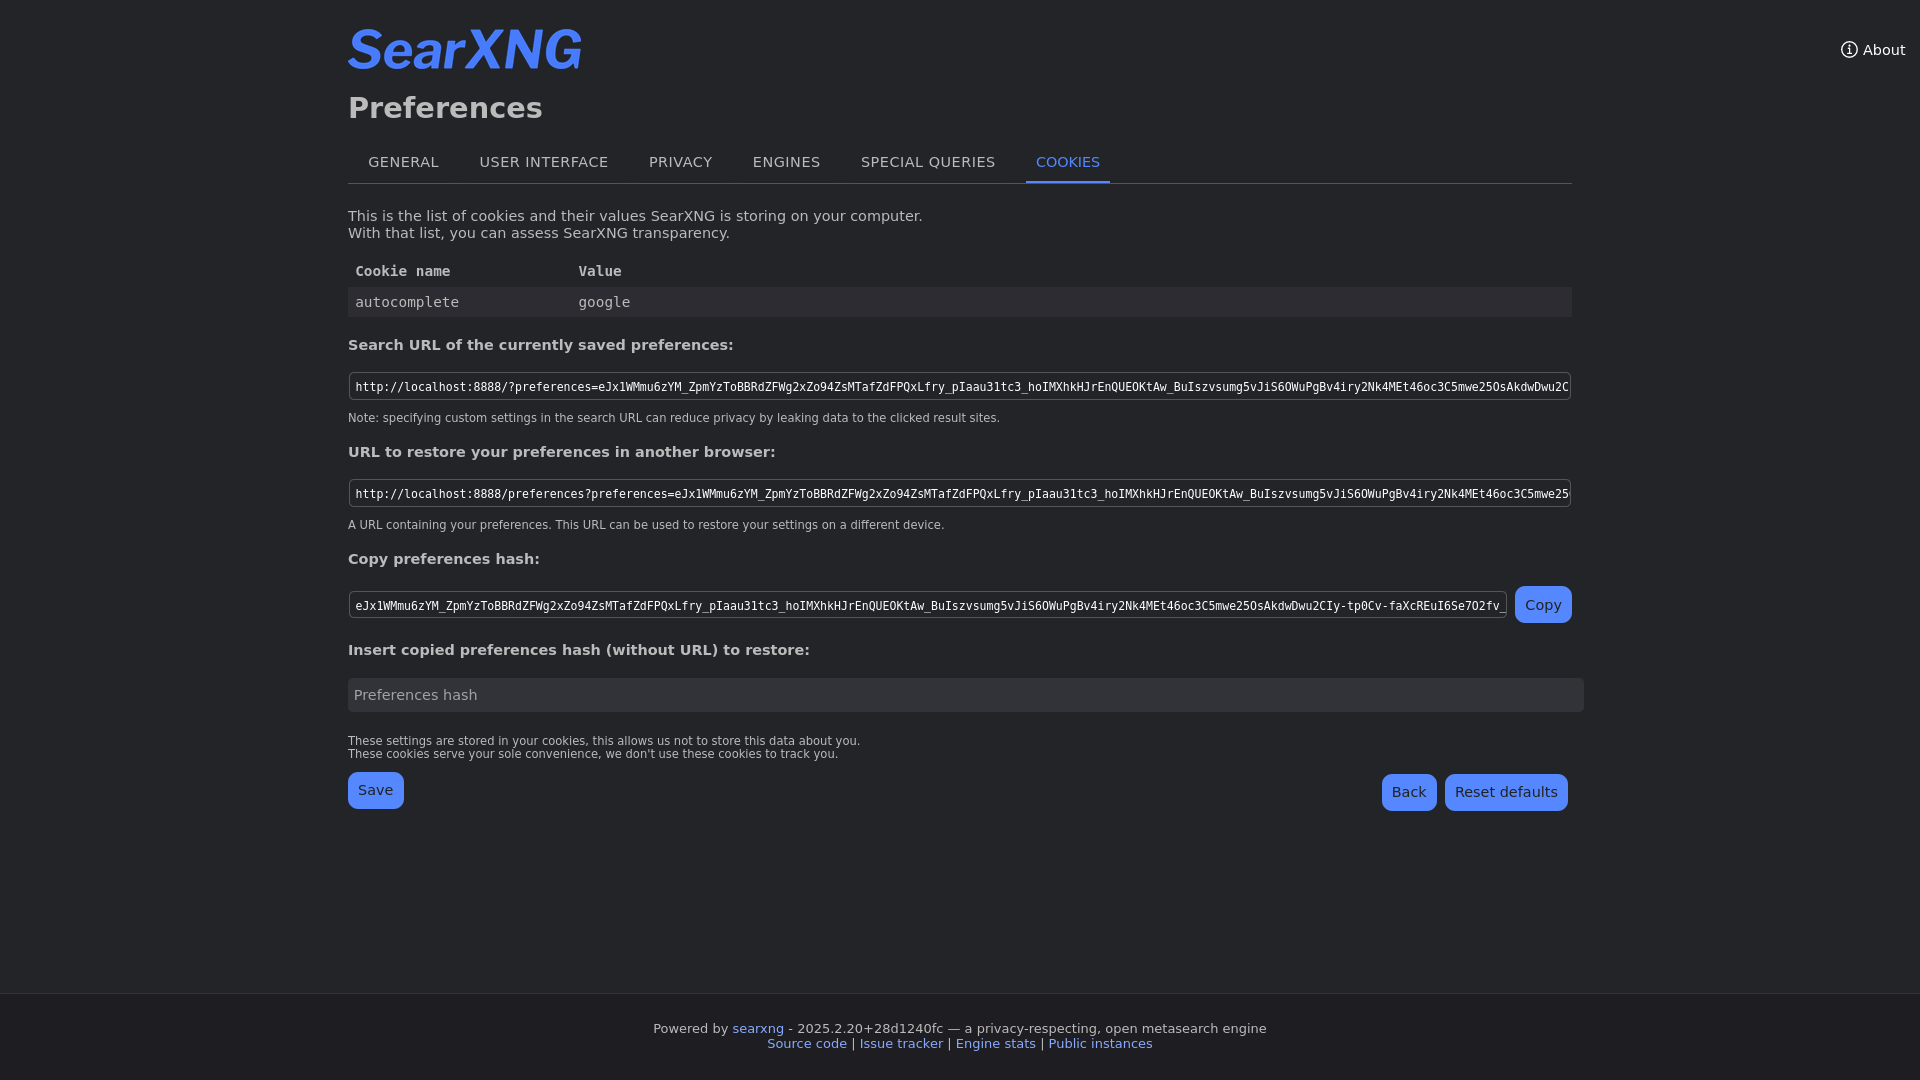 SearXNG
About
Preferences
GENERAL USER INTERFACE PRIVACY ENGINES SPECIAL QUERIES COOKIES
This is the list of cookies and their values SearXNG is storing on your computer.
With that list, you can assess SearXNG transparency.
Cookie name Value
autocomplete google
Search URL of the currently saved preferences:
http://localhost:8888/?preferences=eJx1WMmu6zYM_ZpmYzToBBRdZFWg2xZo94ZsMTafZdFPQxLfry_pIaau31tc3_hoIMXhkHJrEnQUEOKtAw_BuIszvsumg5vJiS6OWuPgBv4iry2Nk4MEt46oc3C5mwe25OsAkdwDwu2C
Note: specifying custom settings in the search URL can reduce privacy by leaking data to the clicked result sites.
URL to restore your preferences in another browser:
http://localhost:8888/preferences?preferences=eJx1WMmu6zYM_ZpmYzToBBRdZFWg2xZo94ZsMTafZdFPQxLfry_pIaau31tc3_hoIMXhkHJrEnQUEOKtAw_BuIszvsumg5vJiS6OWuPgBv4iry2Nk4MEt46oc3C5mwe25
A URL containing your preferences. This URL can be used to restore your settings on a different device.
Copy preferences hash:
eJx1WMmu6zYM_ZpmYzToBBRdZFWg2xZo94ZsMTafZdFPQxLfry_pIaau31tc3_hoIMXhkHJrEnQUEOKtAw_BuIszvsumg5vJiS6OWuPgBv4iry2Nk4MEt46oc3C5mwe25OsAkdwDwu2CIy-tp0Cv-faXcREuI6Se7O2fv_
Copy
Insert copied preferences hash (without URL) to restore:
Preferences hash
These settings are stored in your cookies, this allows us not to store this data about you.
These cookies serve your sole convenience, we don't use these cookies to track you.
Save
Back Reset defaults
Powered by searxng - 2025.2.20+28d1240fc — a privacy-respecting, open metasearch engine
Source code | Issue tracker | Engine stats | Public instances